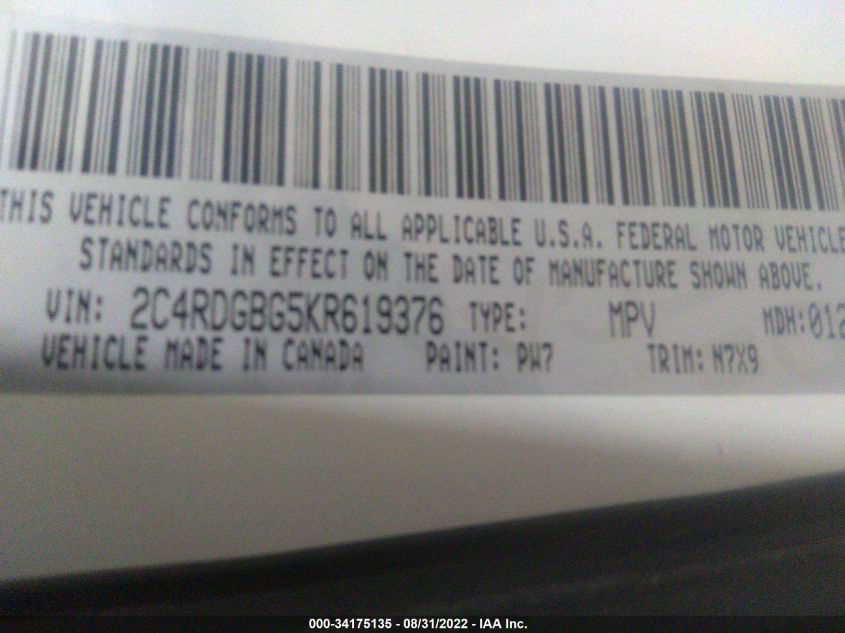 THIS VEHICLE CONFORMS TO ALL APPLICABLE U.S.A. FEDERAL MOTOR VEHICLE
STANDARDS IN EFFECT ON THE DATE OF MANUFACTURE SHOWN ABOVE.
VIN: 2C4RDGBG5KR619376 TYPE: MPV MDH:012
VEHICLE MADE IN CANADA PAINT: PW7 TRIM: N7X9
000-34175135 - 08/31/2022 - IAA Inc.